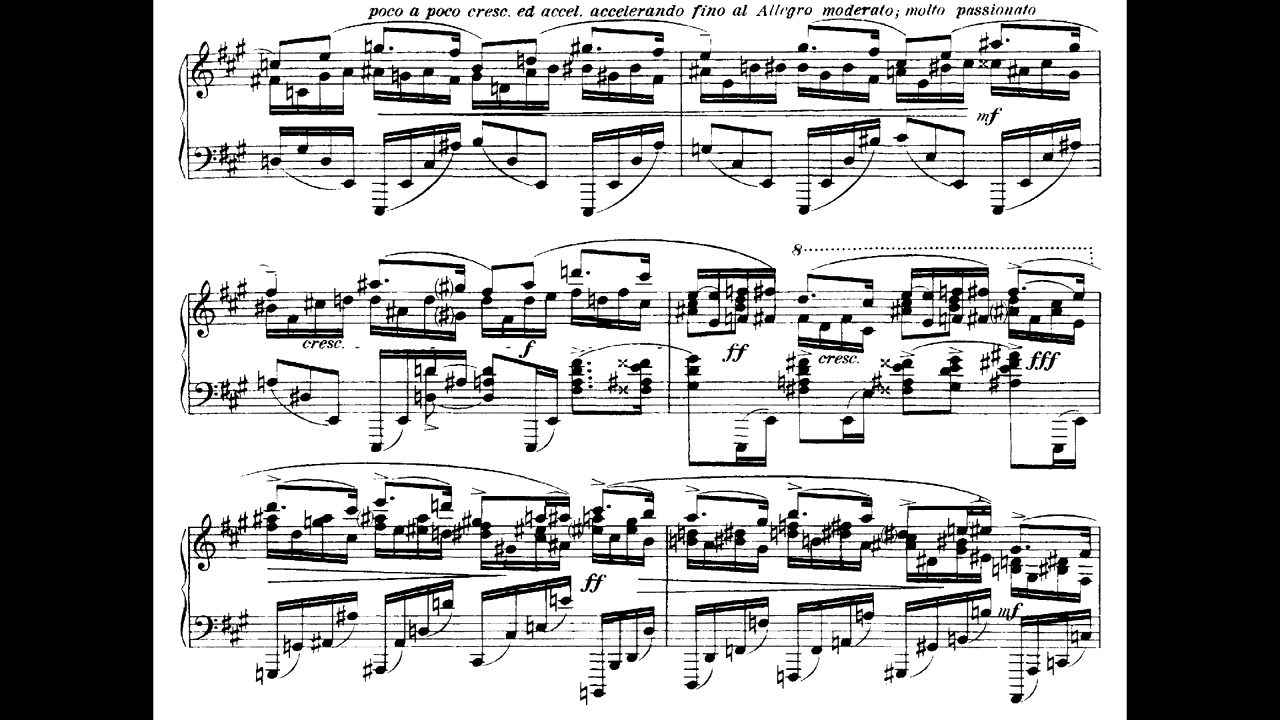 poco a poco cresc. ed accel. accelerando fino al Allegro moderato; molto passionato
mf
8
cresc. f ff cresc. fff
ff mf